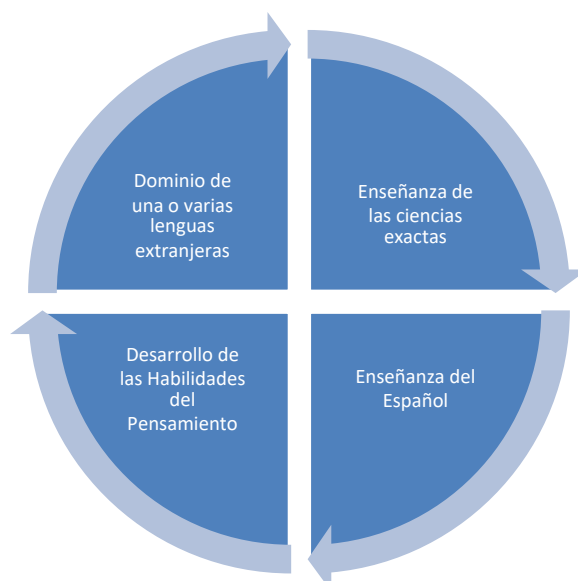 Dominio de
una o varias
lenguas
extranjeras
Enseñanza de
las ciencias
exactas
Desarrollo de
las Habilidades
del
Pensamiento
Enseñanza del
Español